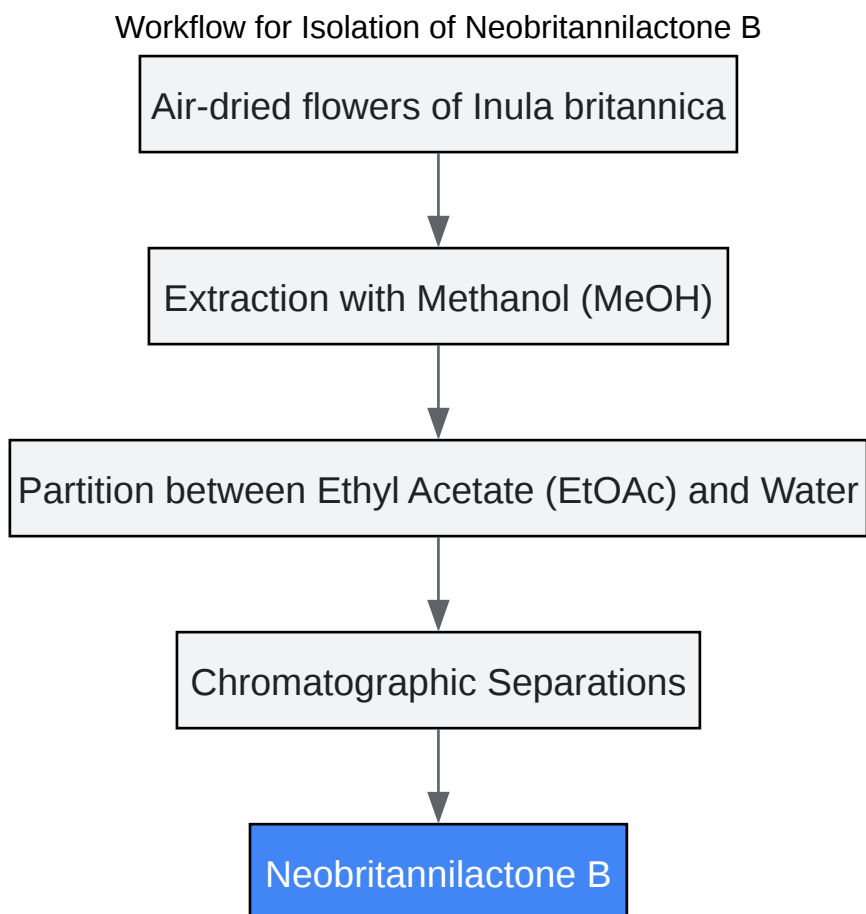 Workflow for Isolation of Neobritannilactone B
Air-dried flowers of Inula britannica
Extraction with Methanol (MeOH)
Partition between Ethyl Acetate (EtOAc) and Water
Chromatographic Separations
Neobritannilactone B